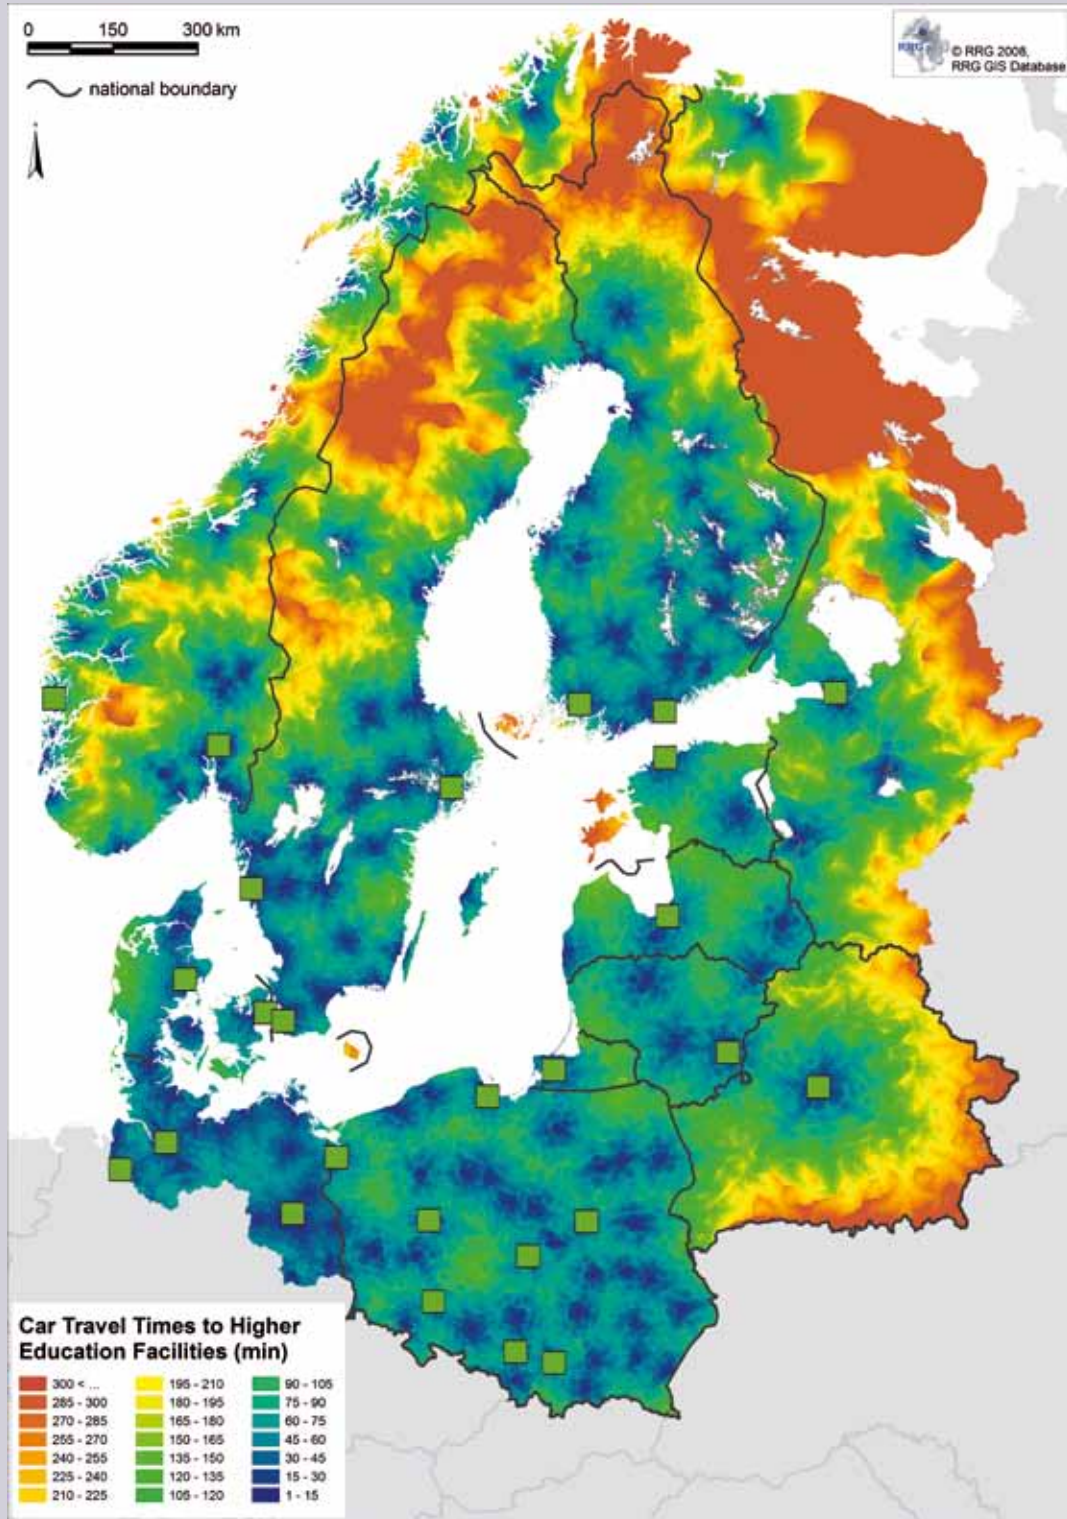 0 150 300 km
national boundary
RRG
© RRG 2008,
RRG GIS Database
Car Travel Times to Higher
Education Facilities (min)
300 < ...
285 - 300
270 - 285
255 - 270
240 - 255
225 - 240
210 - 225
195 - 210
180 - 195
165 - 180
150 - 165
135 - 150
120 - 135
105 - 120
90 - 105
75 - 90
60 - 75
45 - 60
30 - 45
15 - 30
1 - 15